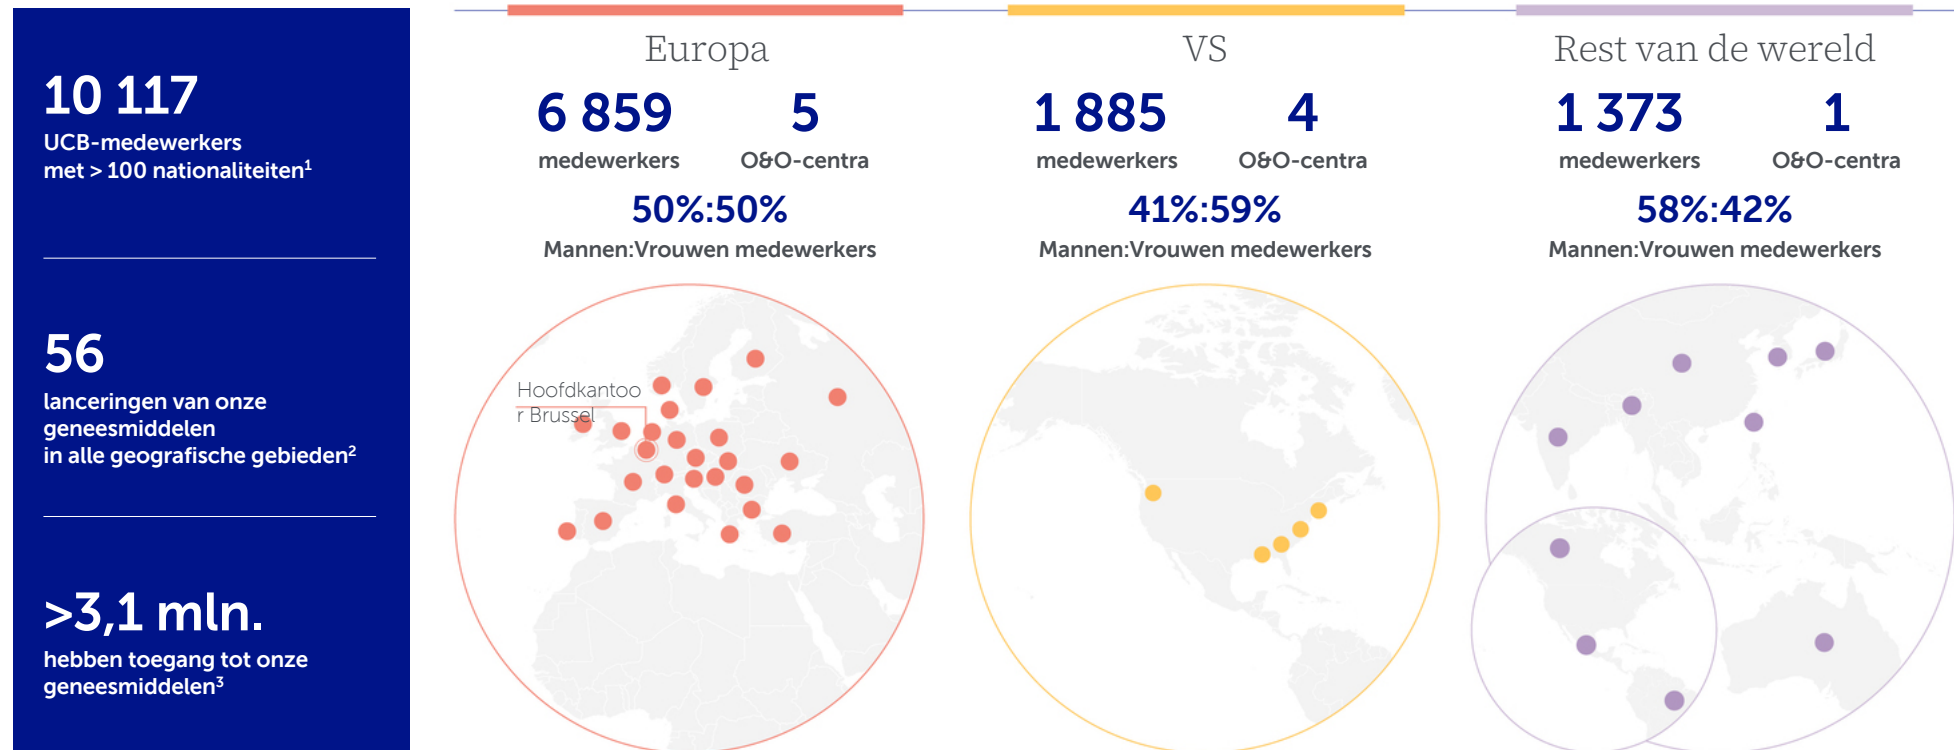 10 117
UCB-medewerkers
met > 100 nationaliteiten¹
56
lanceringen van onze
geneesmiddelen
in alle geografische gebieden²
>3,1 mln.
hebben toegang tot onze
geneesmiddelen³
Europa
6 859 5
medewerkers O&O-centra
50%:50%
Mannen:Vrouwen medewerkers
Hoofdkantoo
r Brussel
VS
1 885 4
medewerkers O&O-centra
41%:59%
Mannen:Vrouwen medewerkers
Rest van de wereld
1 373 1
medewerkers O&O-centra
58%:42%
Mannen:Vrouwen medewerkers